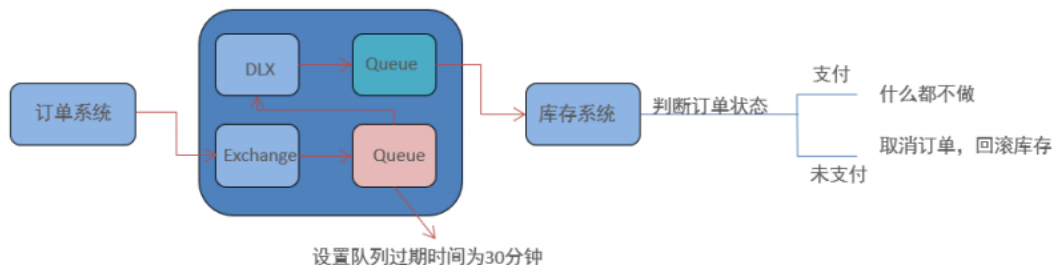 DLX
Queue
支付
订单系统
库存系统
判断订单状态
什么都不做
Exchange
Queue
取消订单，回滚库存
未支付
设置队列过期时间为30分钟